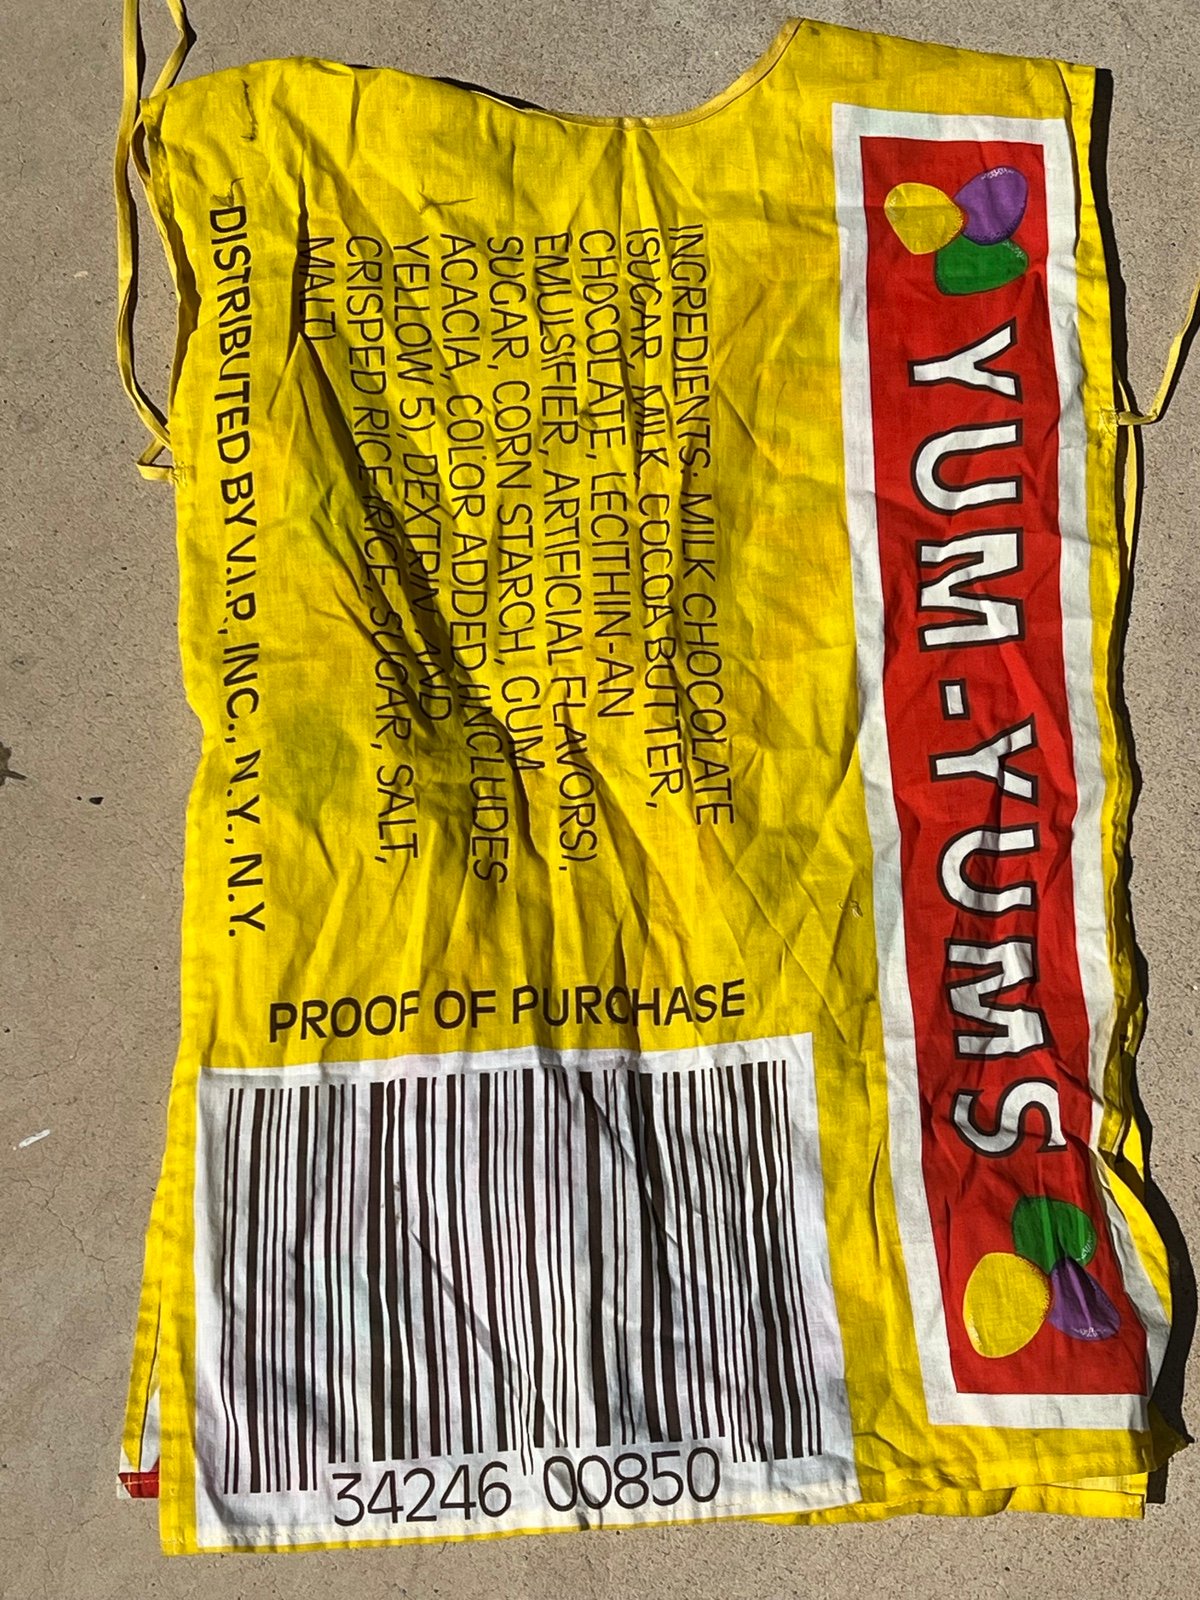 YUM-YUMS
INGREDIENTS: MILK CHOCOLATE
(SUGAR, MILK, COCOA BUTTER,
CHOCOLATE, LECITHIN-AN
EMULSIFIER, ARTIFICIAL FLAVORS),
SUGAR, CORN STARCH, GUM
ACACIA, COLOR ADDED (INCLUDES
YELLOW 5), DEXTRIN AND
CRISPED RICE (RICE, SUGAR, SALT,
MALT)
DISTRIBUTED BY V.I.P., INC., N.Y., N.Y.
PROOF OF PURCHASE
34246 00850